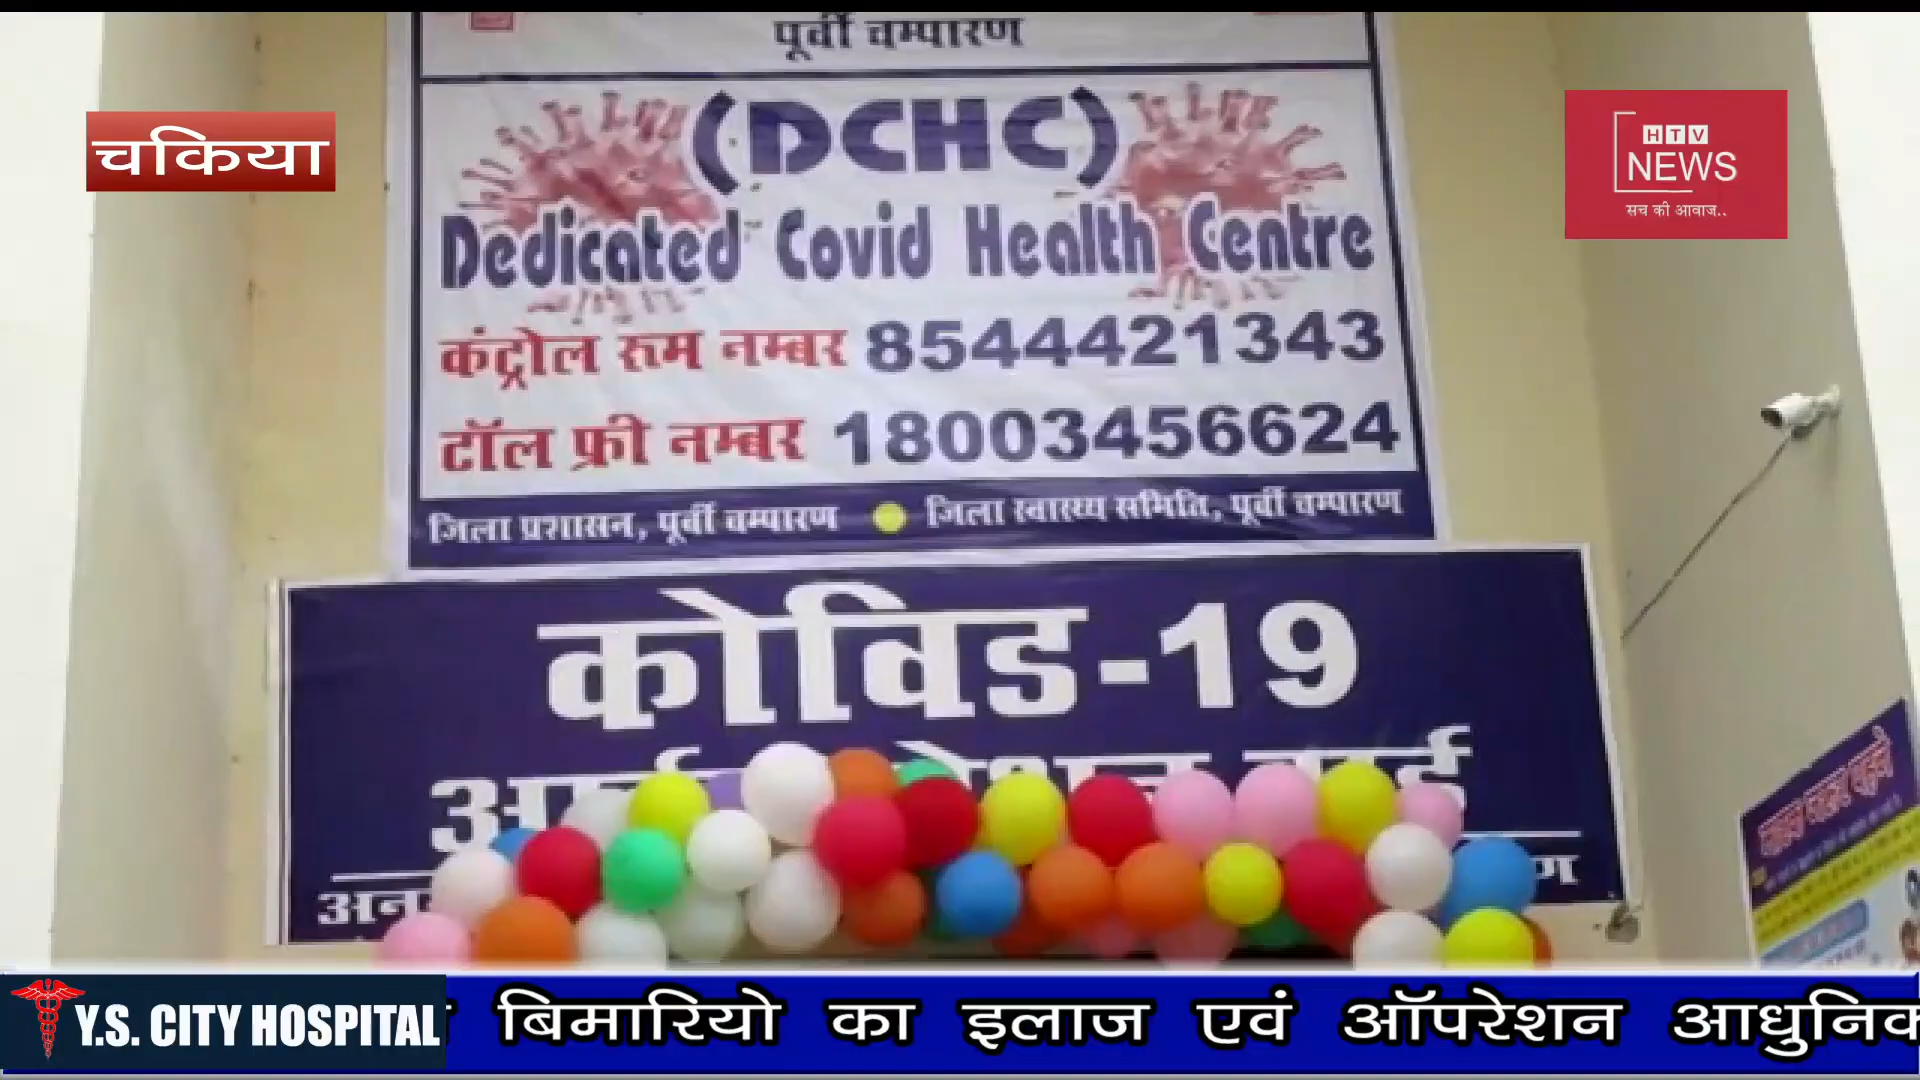 पूर्वी चम्पारण
चकिया
HTV
NEWS
सच की आवाज..
(DCHC)
Dedicated Covid Health Centre
कंट्रोल रूम नम्बर 8544421343
टॉल फ्री नम्बर 18003456624
जिला प्रशासन, पूर्वी चम्पारण
जिला स्वास्थ्य समिति, पूर्वी चम्पारण
कोविड-19
Y.S. CITY HOSPITAL
बिमारियो का इलाज एवं ऑपरेशन